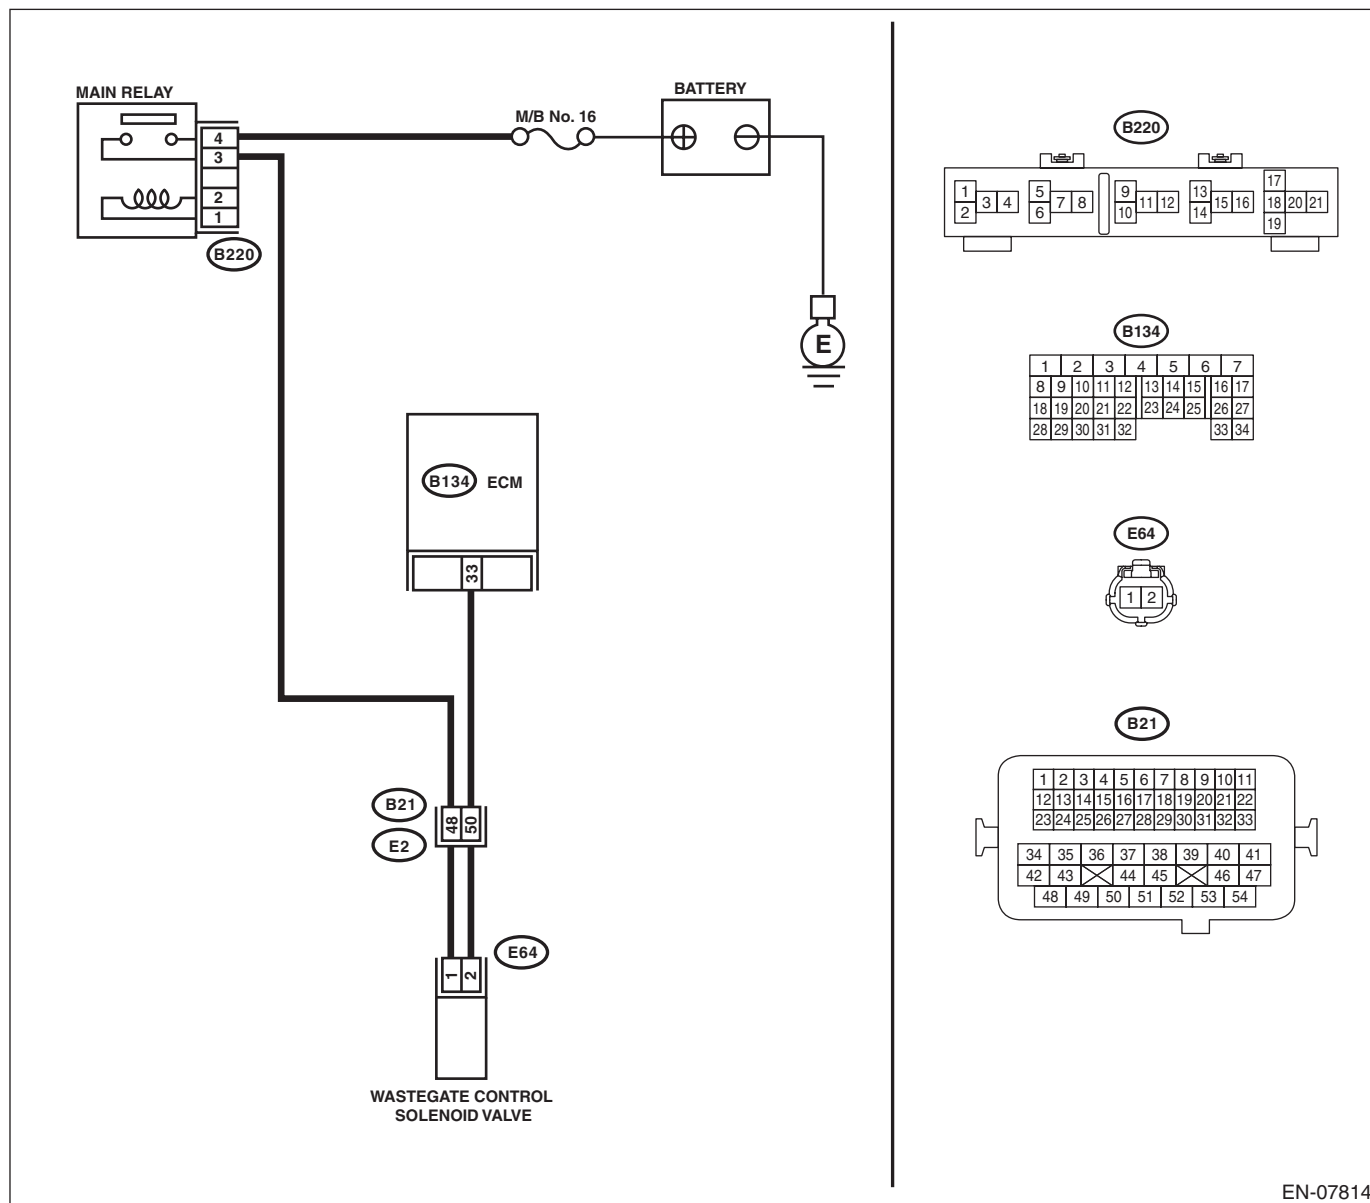 MAIN RELAY
BATTERY
M/B No. 16
4
3
2
1
B220
E
B134 ECM
33
B21
E2
48 50
E64
1 2
WASTEGATE CONTROL
SOLENOID VALVE
B220
1 2 3 4 5 6 7 8 9 10 11 12 13 14 15 16 17 18 19 20 21
B134
1 2 3 4 5 6 7
8 9 10 11 12 13 14 15 16 17
18 19 20 21 22 23 24 25 26 27
28 29 30 31 32 33 34
E64
1 2
B21
1 2 3 4 5 6 7 8 9 10 11
12 13 14 15 16 17 18 19 20 21 22
23 24 25 26 27 28 29 30 31 32 33
34 35 36 37 38 39 40 41
42 43 44 45 46 47
48 49 50 51 52 53 54
EN-07814